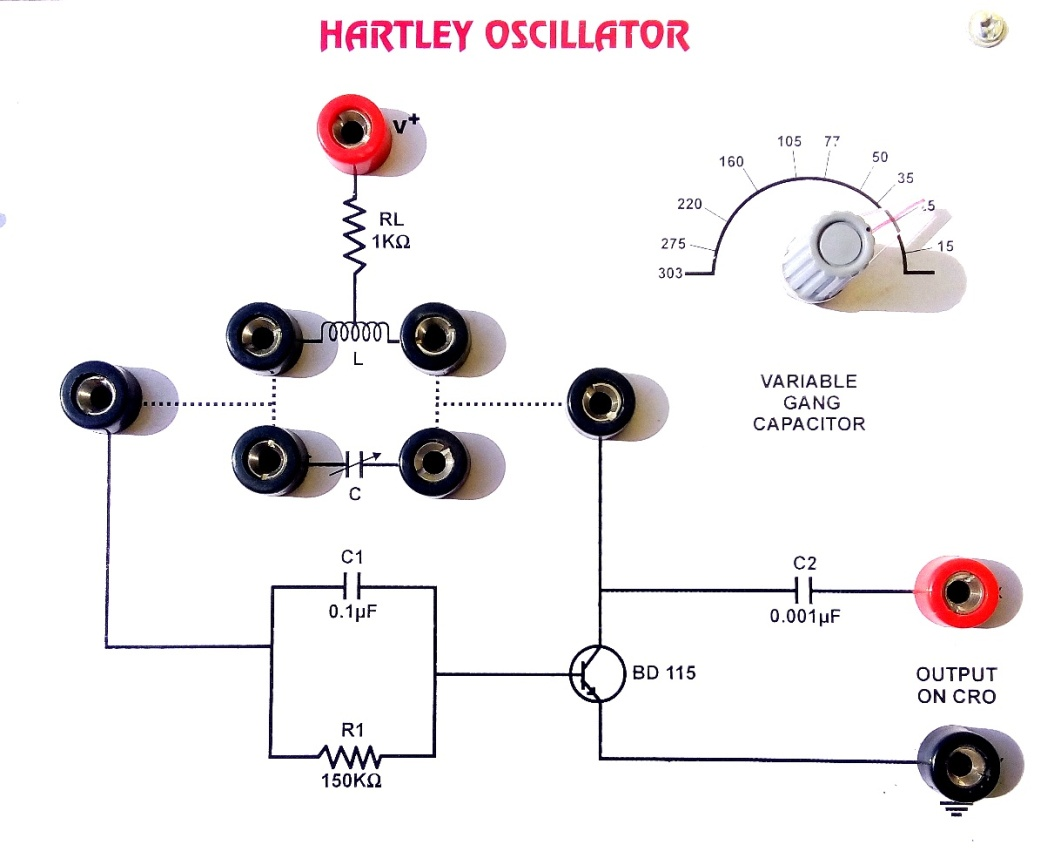 HARTLEY OSCILLATOR
V+
RL
1KΩ
L
C
303
275
220
160
105
77
50
35
15
VARIABLE
GANG
CAPACITOR
C1
0.1µF
R1
150KΩ
BD 115
C2
0.001µF
OUTPUT
ON CRO